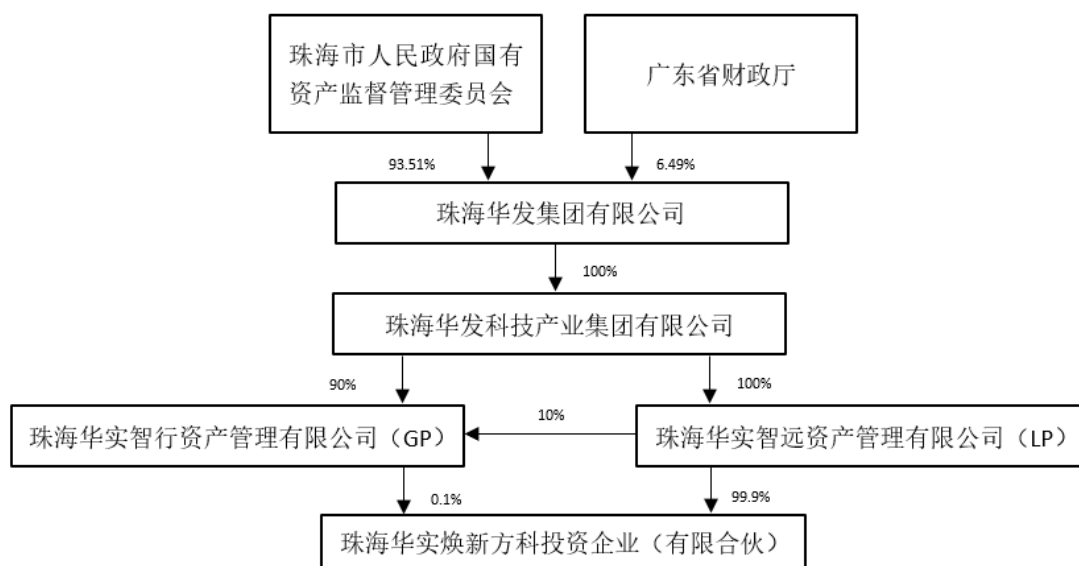 珠海市人民政府国有
资产监督管理委员会
广东省财政厅
93.51%
6.49%
珠海华发集团有限公司
100%
珠海华发科技产业集团有限公司
90%
100%
珠海华实智行资产管理有限公司（GP）
10%
珠海华实智远资产管理有限公司（LP）
0.1%
99.9%
珠海华实焕新方科投资企业（有限合伙）